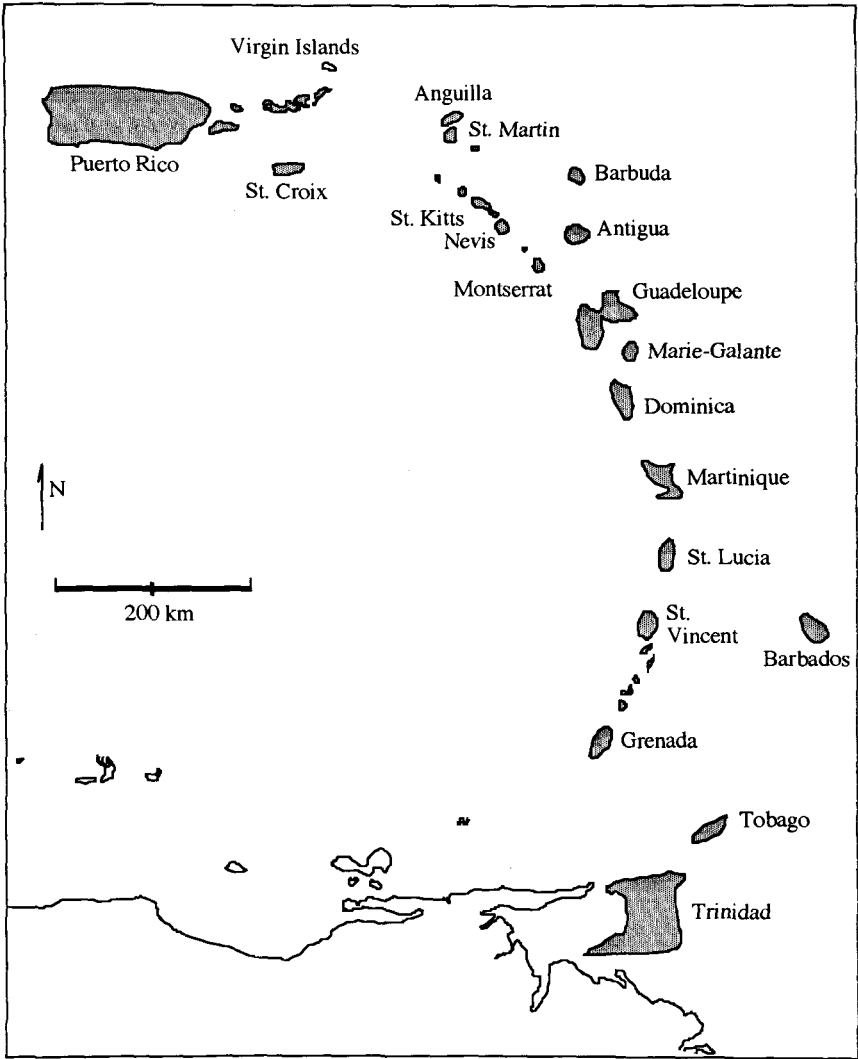 Virgin Islands
Anguilla
St. Martin
Puerto Rico
St. Croix
Barbuda
St. Kitts
Nevis
Antigua
Montserrat
Guadeloupe
Marie-Galante
Dominica
N
Martinique
St. Lucia
200 km
St.
Vincent
Barbados
Grenada
Tobago
Trinidad